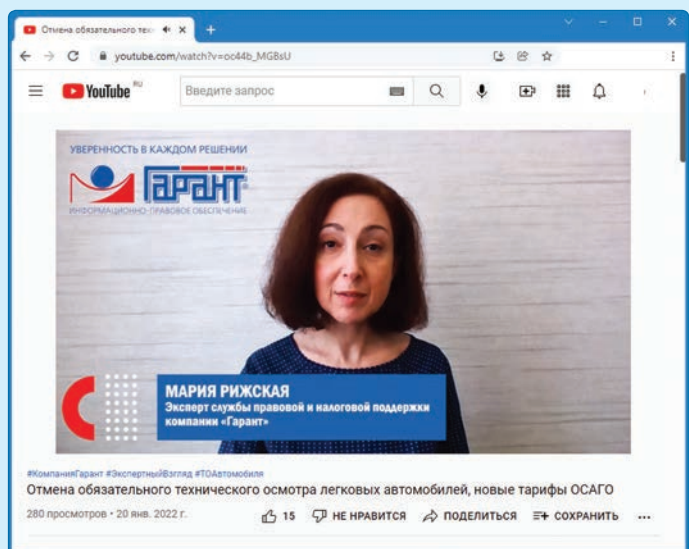 Отмена обязательного техн
youtube.com/watch?v=oc44b_MGBsU
YouTube RU
Введите запрос
УВЕРЕННОСТЬ В КАЖДОМ РЕШЕНИИ
ГАРАНТ
ИНФОРМАЦИОННО-ПРАВОВОЕ ОБЕСПЕЧЕНИЕ
МАРИЯ РИЖСКАЯ
Эксперт службы правовой и налоговой поддержки
компании «Гарант»
#КомпанияГарант #ЭкспертныйВзгляд #ТОАвтомобиля
Отмена обязательного технического осмотра легковых автомобилей, новые тарифы ОСАГО
280 просмотров • 20 янв. 2022 г.
15
НЕ НРАВИТСЯ
ПОДЕЛИТЬСЯ
СОХРАНИТЬ